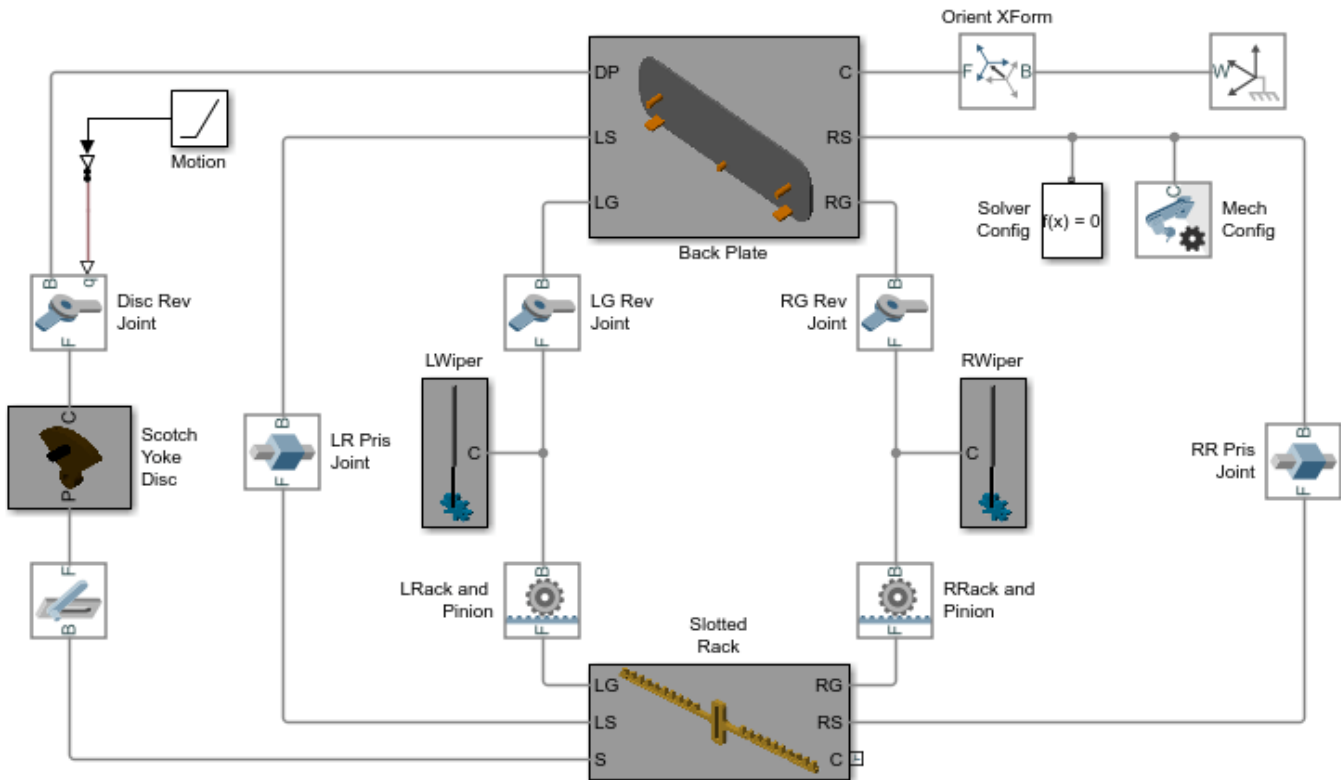 Orient XForm
DP
C
F
B
W
Motion
LS
RS
LG
RG
Back Plate
Solver
Config
f(x) = 0
C
Mech
Config
B
q
Disc Rev
Joint
F
B
LG Rev
Joint
F
RG Rev
Joint
B
F
LWiper
C
RWiper
C
C
Scotch
Yoke
Disc
P
B
LR Pris
Joint
F
RR Pris
Joint
B
F
F
B
LRack and
Pinion
B
F
B
F
RRack and
Pinion
Slotted
Rack
LG
RG
LS
RS
S
C